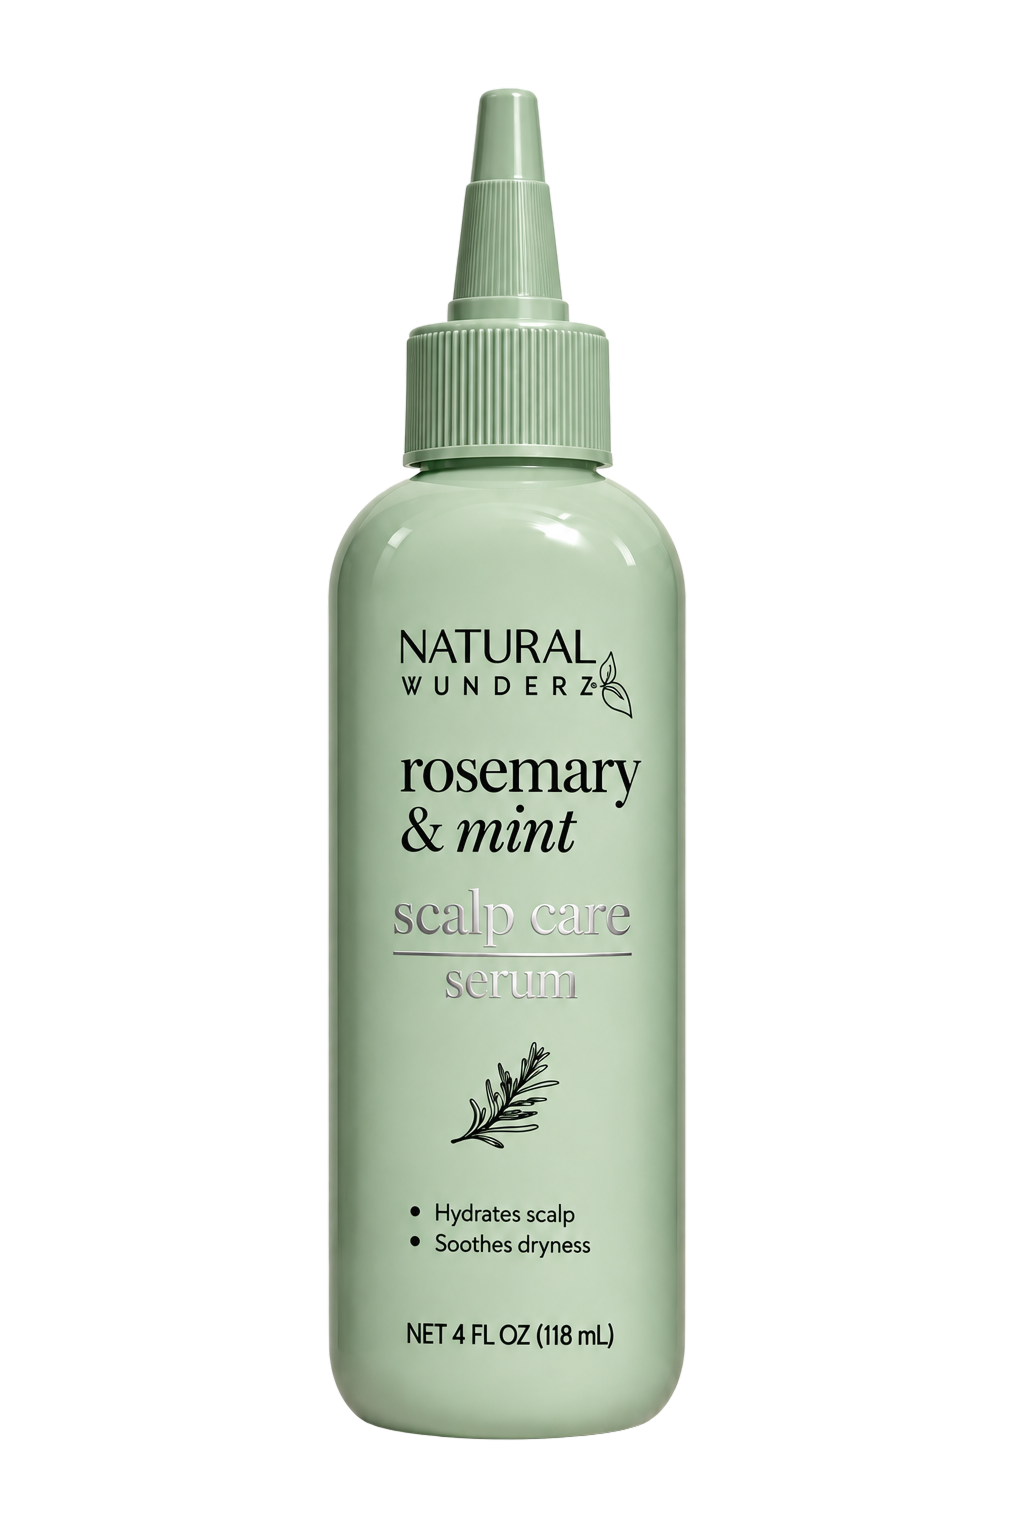 NATURAL
WUNDERZ®
rosemary
& mint
scalp care
serum
• Hydrates scalp
• Soothes dryness
NET 4 FL OZ (118 mL)